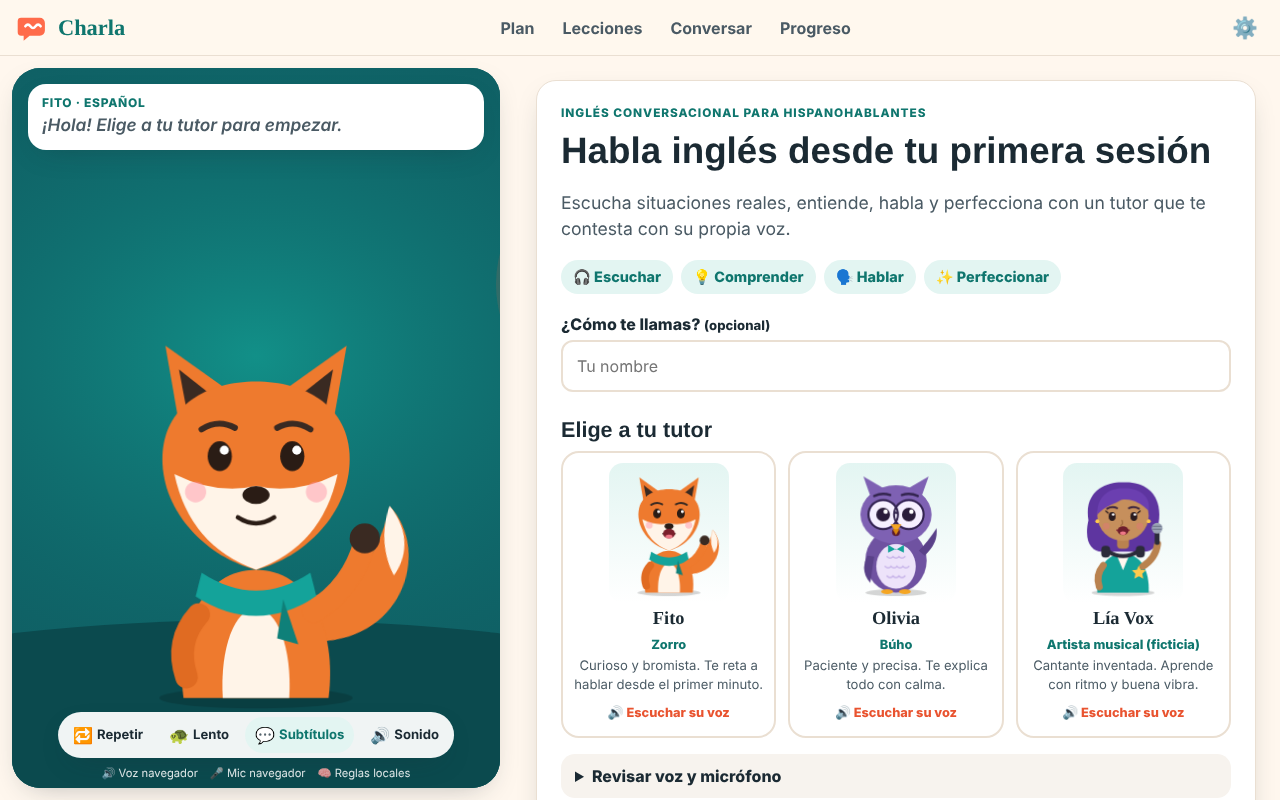 Charla
Plan
Lecciones
Conversar
Progreso
FITO · ESPAÑOL
¡Hola! Elige a tu tutor para empezar.
Repetir
Lento
Subtítulos
Sonido
Voz navegador
Mic navegador
Reglas locales
INGLÉS CONVERSACIONAL PARA HISPANOHABLANTES
Habla inglés desde tu primera sesión
Escucha situaciones reales, entiende, habla y perfecciona con un tutor que te
contesta con su propia voz.
Escuchar
Comprender
Hablar
Perfeccionar
¿Cómo te llamas? (opcional)
Tu nombre
Elige a tu tutor
Fito
Zorro
Curioso y bromista. Te reta a
hablar desde el primer minuto.
Escuchar su voz
Olivia
Búho
Paciente y precisa. Te explica
todo con calma.
Escuchar su voz
Lía Vox
Artista musical (ficticia)
Cantante inventada. Aprende
con ritmo y buena vibra.
Escuchar su voz
Revisar voz y micrófono